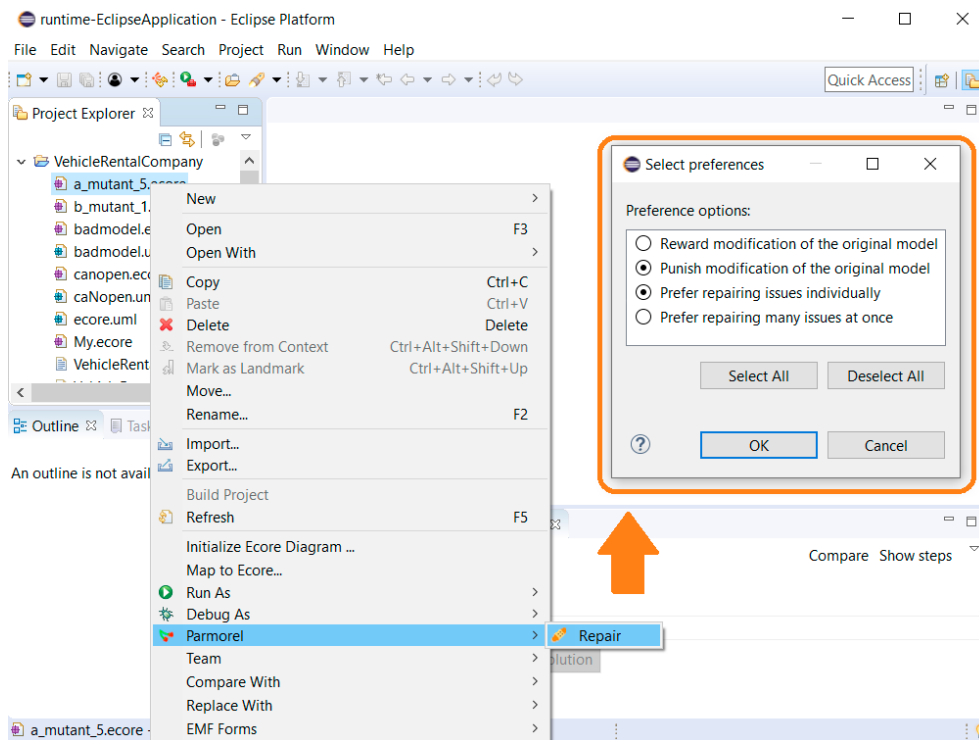 runtime-EclipseApplication - Eclipse Platform
File Edit Navigate Search Project Run Window Help
Quick Access
Project Explorer
VehicleRentalCompany
a_mutant_5.ecore
b_mutant_1.
badmodel.e
badmodel.u
canopen.eco
caNopen.un
ecore.uml
My.ecore
VehicleRent
Outline Task
An outline is not avail
New
Open F3
Open With
Copy Ctrl+C
Paste Ctrl+V
Delete Delete
Remove from Context Ctrl+Alt+Shift+Down
Mark as Landmark Ctrl+Alt+Shift+Up
Move...
Rename... F2
Import...
Export...
Build Project
Refresh F5
Initialize Ecore Diagram ...
Map to Ecore...
Run As
Debug As
Parmorel
Team
Compare With
Replace With
EMF Forms
Repair
olution
Select preferences
Preference options:
Reward modification of the original model
Punish modification of the original model
Prefer repairing issues individually
Prefer repairing many issues at once
Select All Deselect All
? OK Cancel
Compare Show steps
a_mutant_5.ecore -